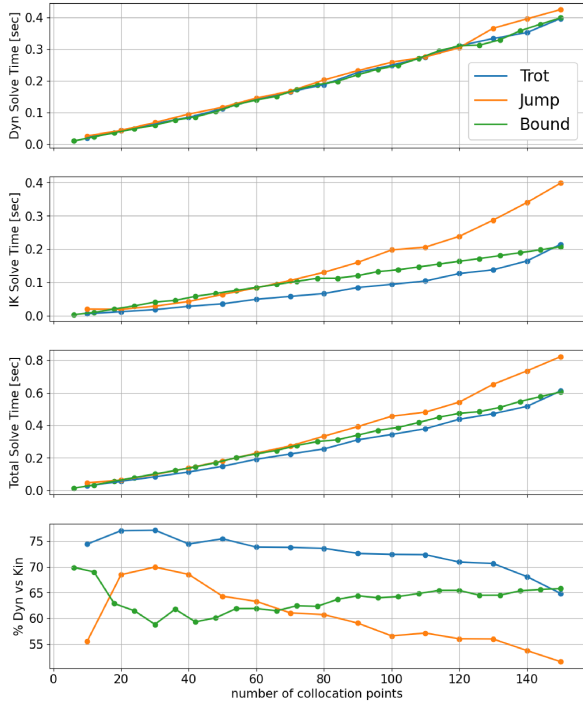 Dyn Solve Time [sec]
0.4
0.3
0.2
0.1
0.0
Trot
Jump
Bound
IK Solve Time [sec]
0.4
0.3
0.2
0.1
0.0
Total Solve Time [sec]
0.8
0.6
0.4
0.2
0.0
% Dyn vs Kin
75
70
65
60
55
0 20 40 60 80 100 120 140 160
number of collocation points